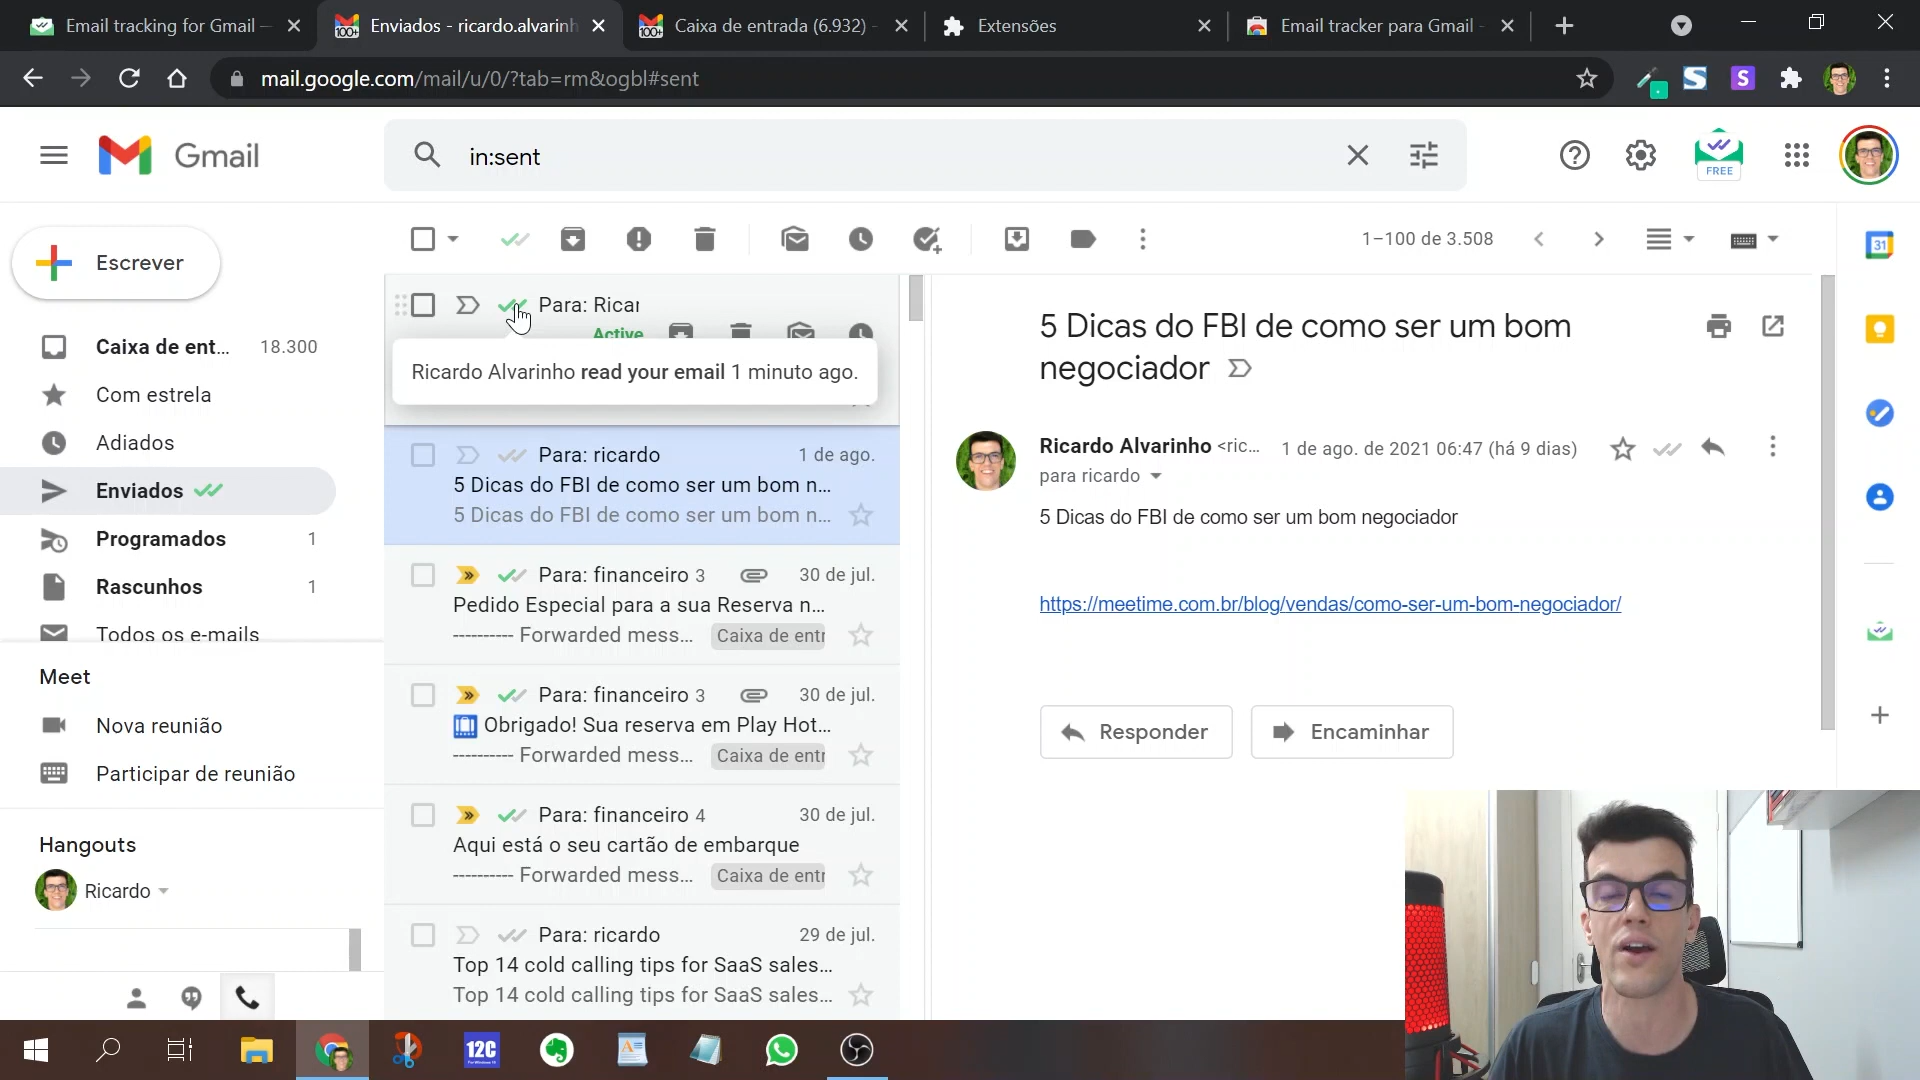 Email tracking for Gmail —
Enviados - ricardo.alvarinh
Caixa de entrada (6.932) -
Extensões
Email tracker para Gmail -
mail.google.com/mail/u/0/?tab=rm&ogbl#sent
Gmail
in:sent
FREE
Escrever
1–100 de 3.508
31
Caixa de ent... 18.300
Com estrela
Adiados
Enviados
Programados 1
Rascunhos 1
Todos os e-mails
Meet
Nova reunião
Participar de reunião
Hangouts
Ricardo
Para: Ricar
Active
Ricardo Alvarinho read your email 1 minuto ago.
Para: ricardo 1 de ago.
5 Dicas do FBI de como ser um bom n...
5 Dicas do FBI de como ser um bom n...
Para: financeiro 3 30 de jul.
Pedido Especial para a sua Reserva n...
---------- Forwarded mess... Caixa de entr
Para: financeiro 3 30 de jul.
Obrigado! Sua reserva em Play Hot...
---------- Forwarded mess... Caixa de entr
Para: financeiro 4 30 de jul.
Aqui está o seu cartão de embarque
---------- Forwarded mess... Caixa de entr
Para: ricardo 29 de jul.
Top 14 cold calling tips for SaaS sales...
Top 14 cold calling tips for SaaS sales...
5 Dicas do FBI de como ser um bom
negociador
Ricardo Alvarinho <ric... 1 de ago. de 2021 06:47 (há 9 dias)
para ricardo
5 Dicas do FBI de como ser um bom negociador
https://meetime.com.br/blog/vendas/como-ser-um-bom-negociador/
Responder
Encaminhar
12C